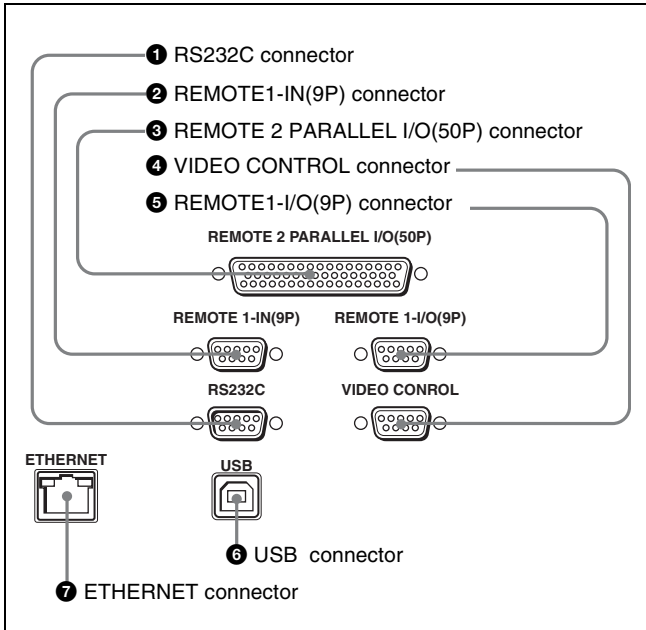 ❶ RS232C connector
❷ REMOTE1-IN(9P) connector
❸ REMOTE 2 PARALLEL I/O(50P) connector
❹ VIDEO CONTROL connector
❺ REMOTE1-I/O(9P) connector
REMOTE 2 PARALLEL I/O(50P)
REMOTE 1-IN(9P) REMOTE 1-I/O(9P)
RS232C VIDEO CONROL
ETHERNET USB
❻ USB connector
❼ ETHERNET connector